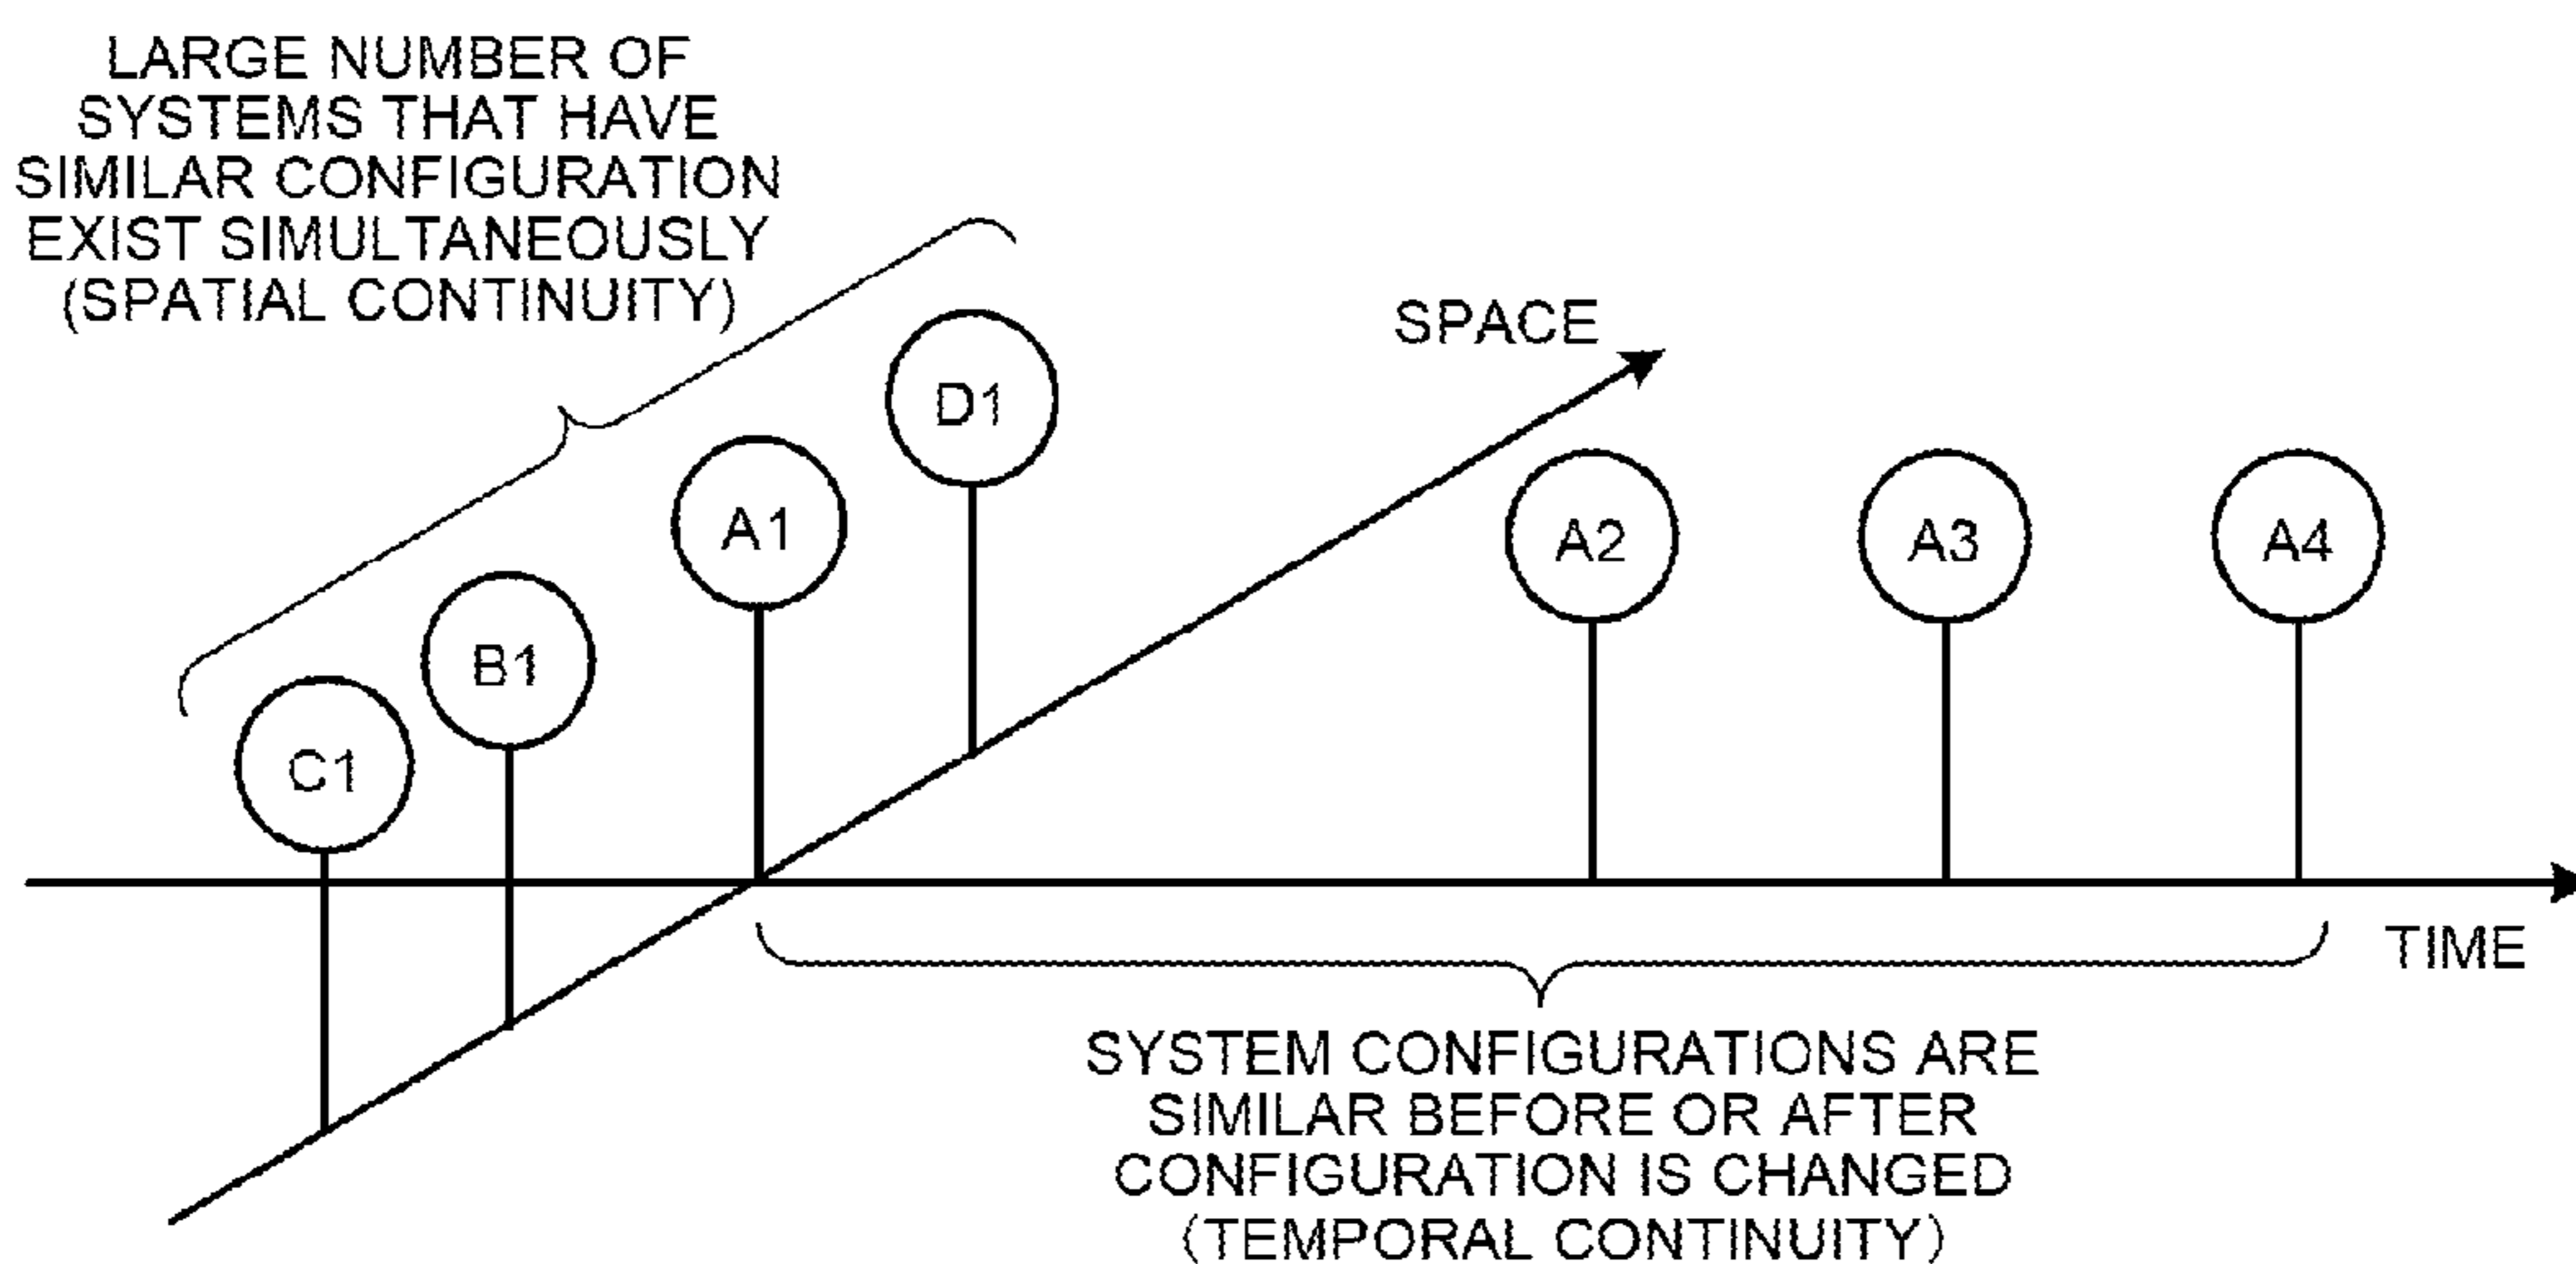 LARGE NUMBER OF
SYSTEMS THAT HAVE
SIMILAR CONFIGURATION
EXIST SIMULTANEOUSLY
(SPATIAL CONTINUITY)
SPACE
D1
A1
A2
A3
A4
B1
C1
TIME
SYSTEM CONFIGURATIONS ARE
SIMILAR BEFORE OR AFTER
CONFIGURATION IS CHANGED
(TEMPORAL CONTINUITY)